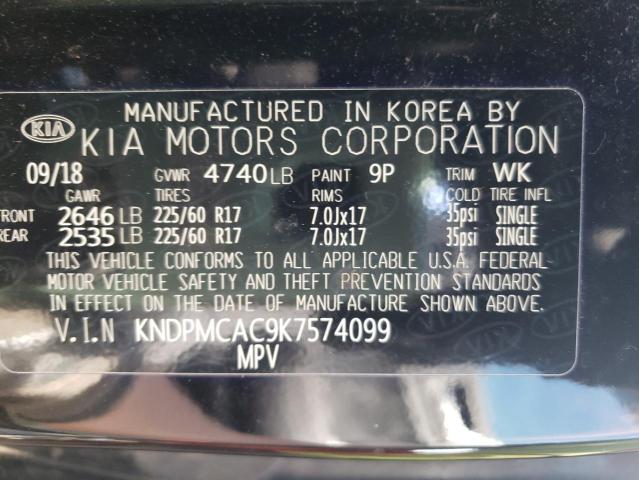 MANUFACTURED IN KOREA BY
KIA KIA MOTORS CORPORATION
09/18 GVWR 4740LB PAINT 9P TRIM WK
GAWR TIRES RIMS COLD TIRE INFL
FRONT 2646LB 225/60 R17 7.0Jx17 35psi SINGLE
REAR 2535LB 225/60 R17 7.0Jx17 35psi SINGLE
THIS VEHICLE CONFORMS TO ALL APPLICABLE U.S.A. FEDERAL
MOTOR VEHICLE SAFETY AND THEFT PREVENTION STANDARDS
IN EFFECT ON THE DATE OF MANUFACTURE SHOWN ABOVE.
V.I.N KNDPMCAC9K7574099
MPV